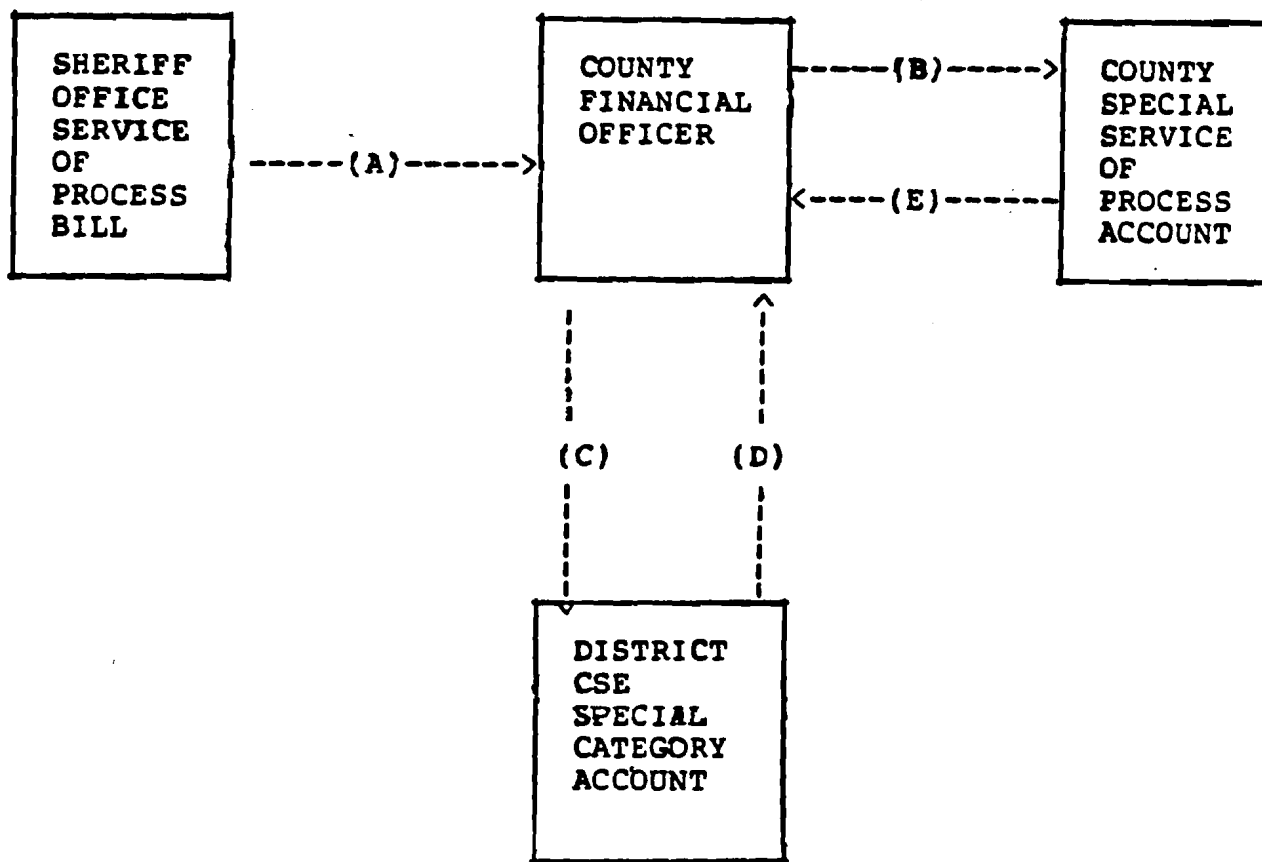 SHERIFF
OFFICE
SERVICE
OF
PROCESS
BILL
(A)
COUNTY
FINANCIAL
OFFICER
(B)
(E)
COUNTY
SPECIAL
SERVICE
OF
PROCESS
ACCOUNT
(C)
(D)
DISTRICT
CSE
SPECIAL
CATEGORY
ACCOUNT